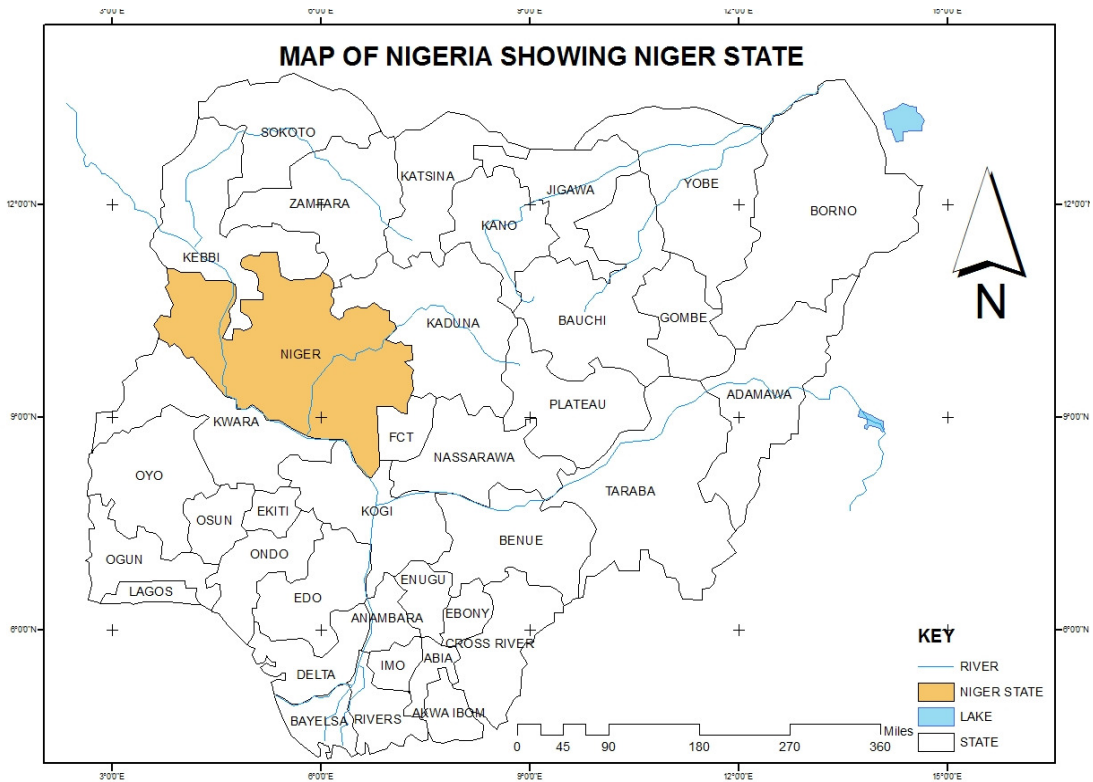 3°0'0"E 6°0'0"E 9°0'0"E 12°0'0"E 15°0'0"E
MAP OF NIGERIA SHOWING NIGER STATE
SOKOTO
KATSINA
ZAMFARA
JIGAWA
YOBE
12°0'0"N
12°0'0"N
BORNO
KANO
KEBBI
N
KADUNA
BAUCHI
GOMBE
NIGER
ADAMAWA
PLATEAU
9°0'0"N
9°0'0"N
KWARA
FCT
NASSARAWA
OYO
TARABA
KOGI
OSUN
EKITI
BENUE
ONDO
OGUN
ENUGU
LAGOS
EDO
EBONY
ANAMBARA
6°0'0"N
6°0'0"N
CROSS RIVER
ABIA
IMO
DELTA
AKWA IBOM
BAYELSA
RIVERS
KEY
RIVER
NIGER STATE
LAKE
STATE
Miles
0 45 90 180 270 360
3°0'0"E 6°0'0"E 9°0'0"E 12°0'0"E 15°0'0"E